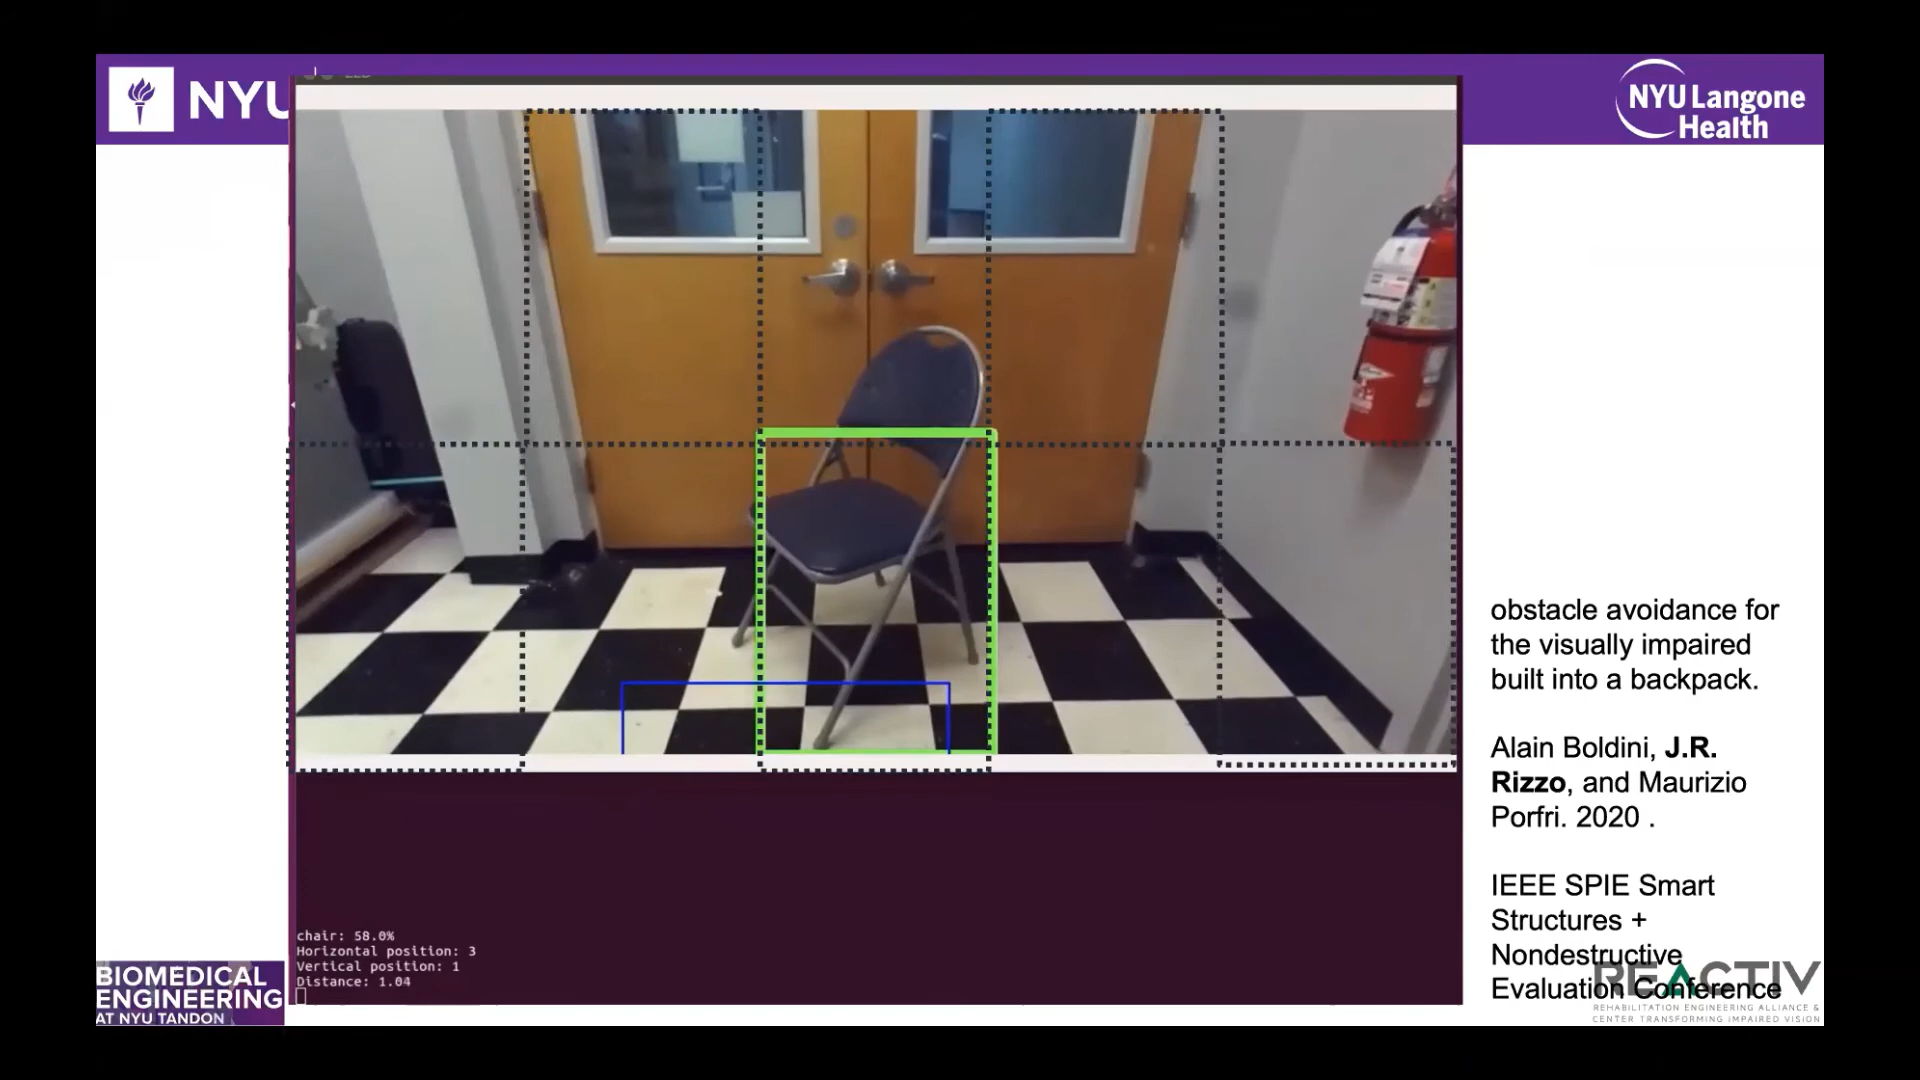 NYU
NYU Langone
Health
obstacle avoidance for
the visually impaired
built into a backpack.
Alain Boldini, J.R.
Rizzo, and Maurizio
Porfri. 2020 .
IEEE SPIE Smart
Structures +
Nondestructive
Evaluation Conference
chair: 58.0%
Horizontal position: 3
Vertical position: 1
Distance: 1.04
BIOMEDICAL
ENGINEERING
AT NYU TANDON
REACTIV
REHABILITATION ENGINEERING ALLIANCE &
CENTER TRANSFORMING IMPAIRED VISION